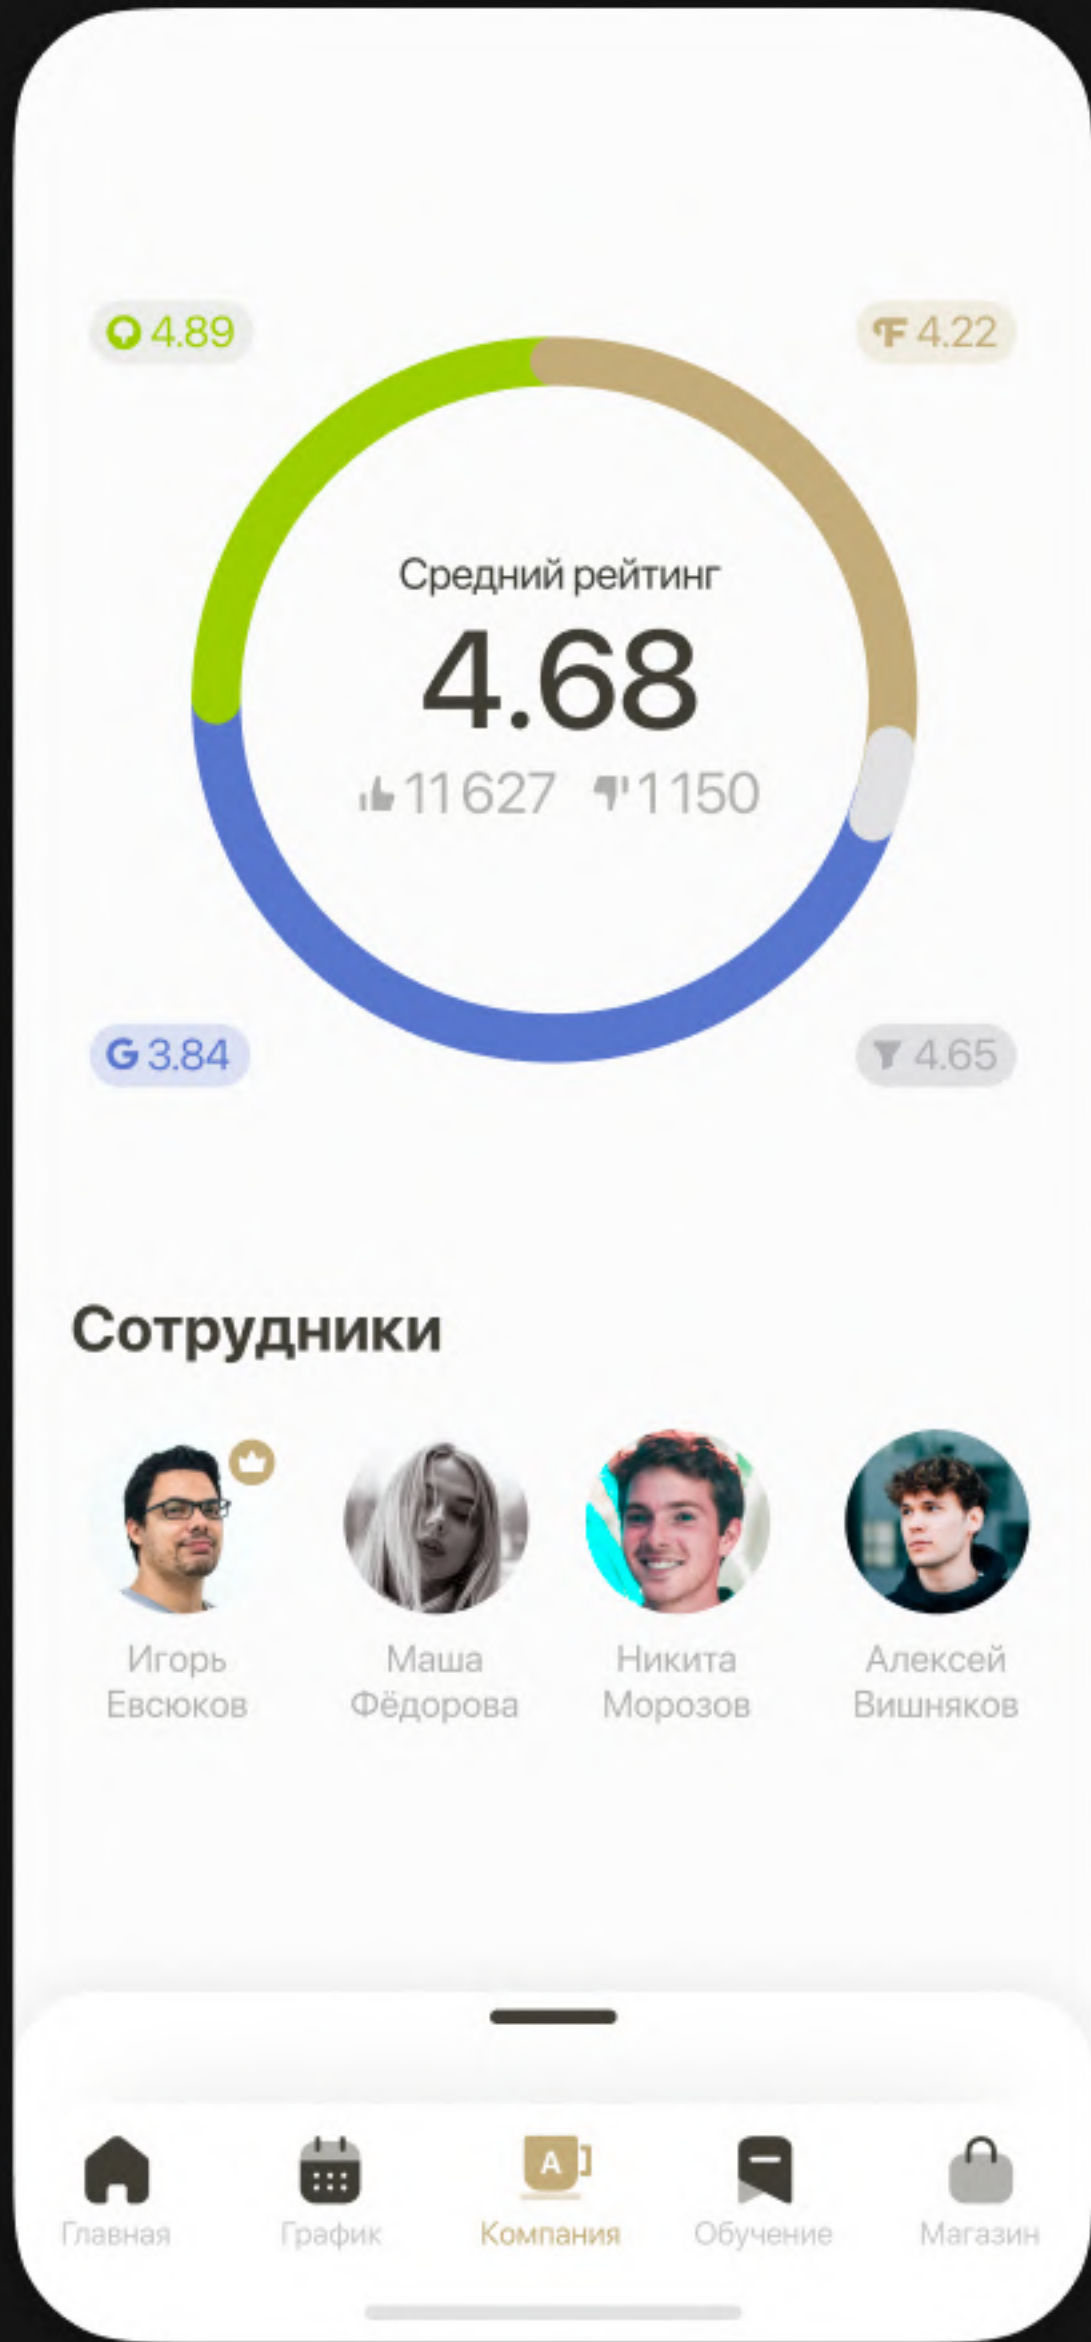 4.89
F 4.22
Средний рейтинг
4.68
11 627 1 150
G 3.84
4.65
Сотрудники
Игорь Евсюков
Маша Фёдорова
Никита Морозов
Алексей Вишняков
A
Главная График Компания Обучение Магазин